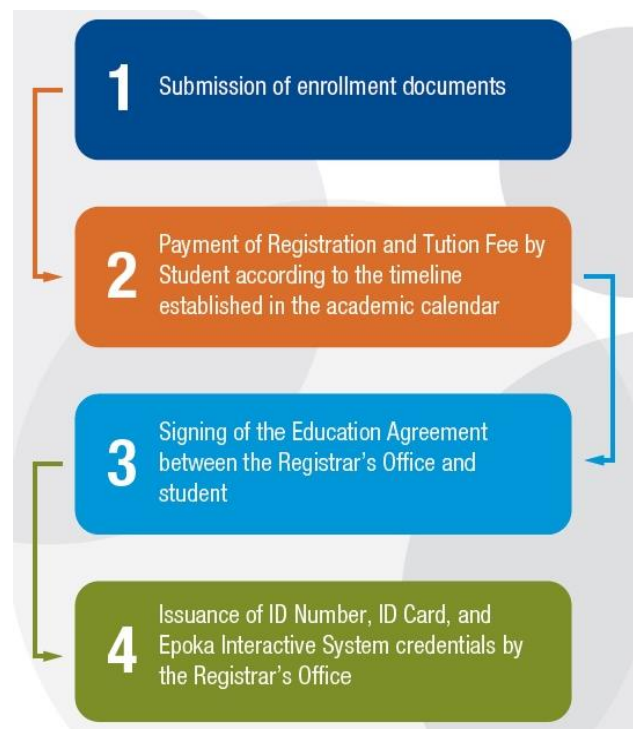 1
Submission of enrollment documents
2
Payment of Registration and Tution Fee by
Student according to the timeline
established in the academic calendar
3
Signing of the Education Agreement
between the Registrar's Office and
student
4
Issuance of ID Number, ID Card, and
Epoka Interactive System credentials by
the Registrar's Office